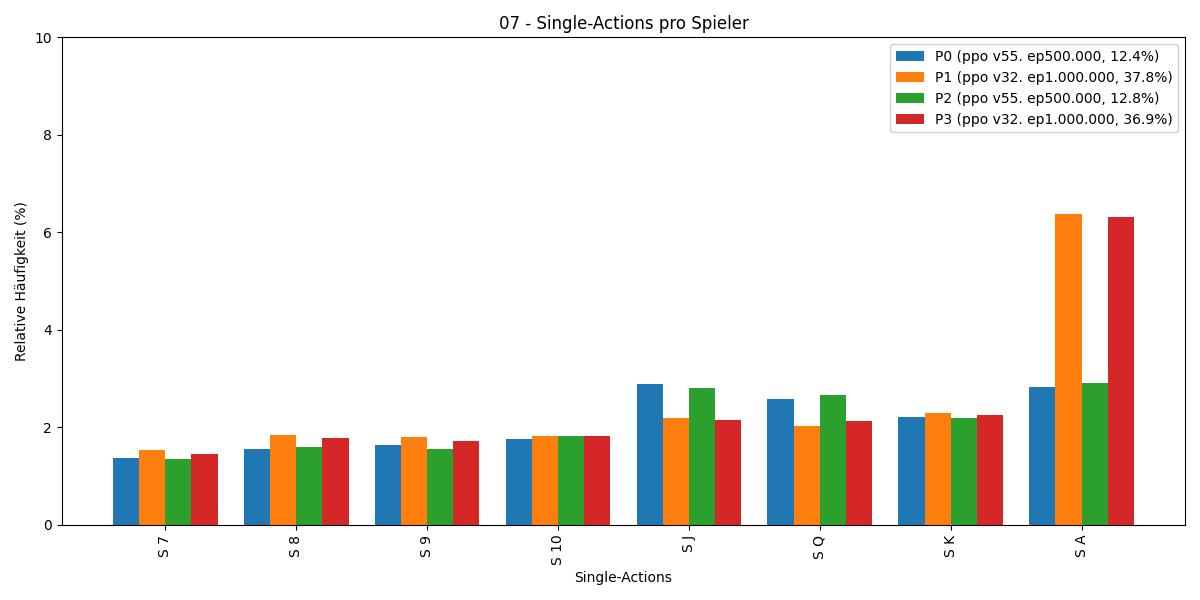 07 - Single-Actions pro Spieler
10
8
6
4
2
0
Relative Häufigkeit (%)
P0 (ppo v55. ep500.000, 12.4%)
P1 (ppo v32. ep1.000.000, 37.8%)
P2 (ppo v55. ep500.000, 12.8%)
P3 (ppo v32. ep1.000.000, 36.9%)
S 7
S 8
S 9
S 10
S J
S Q
S K
S A
Single-Actions